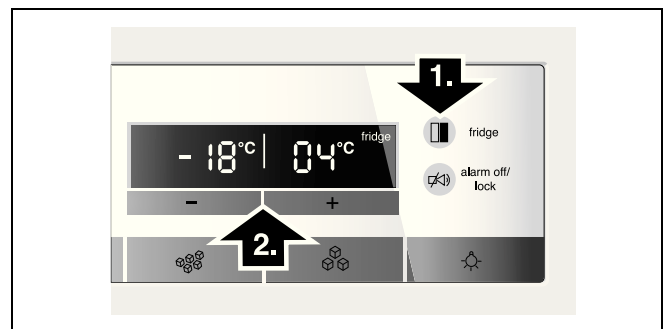 1.
fridge
-18°C 04°C fridge
alarm off/
lock
- +
2.